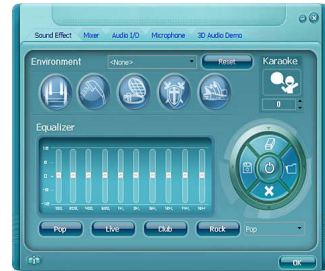 Sound Effect Mixer Audio I/O Microphone 3D Audio Demo
Environment <None> Reset Karaoke
0
Equalizer
Pop Live Club Rock Pop
OK